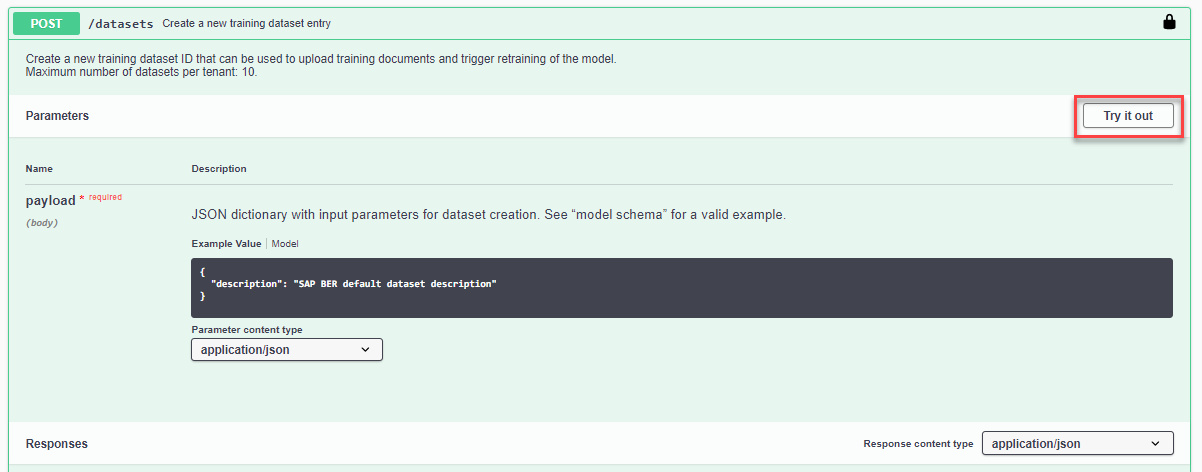 POST /datasets Create a new training dataset entry
Create a new training dataset ID that can be used to upload training documents and trigger retraining of the model.
Maximum number of datasets per tenant: 10.
Parameters
Try it out
Name Description
payload * required
(body)
JSON dictionary with input parameters for dataset creation. See “model schema” for a valid example.
Example Value | Model
{
  "description": "SAP BER default dataset description"
}
Parameter content type
application/json
Responses
Response content type
application/json